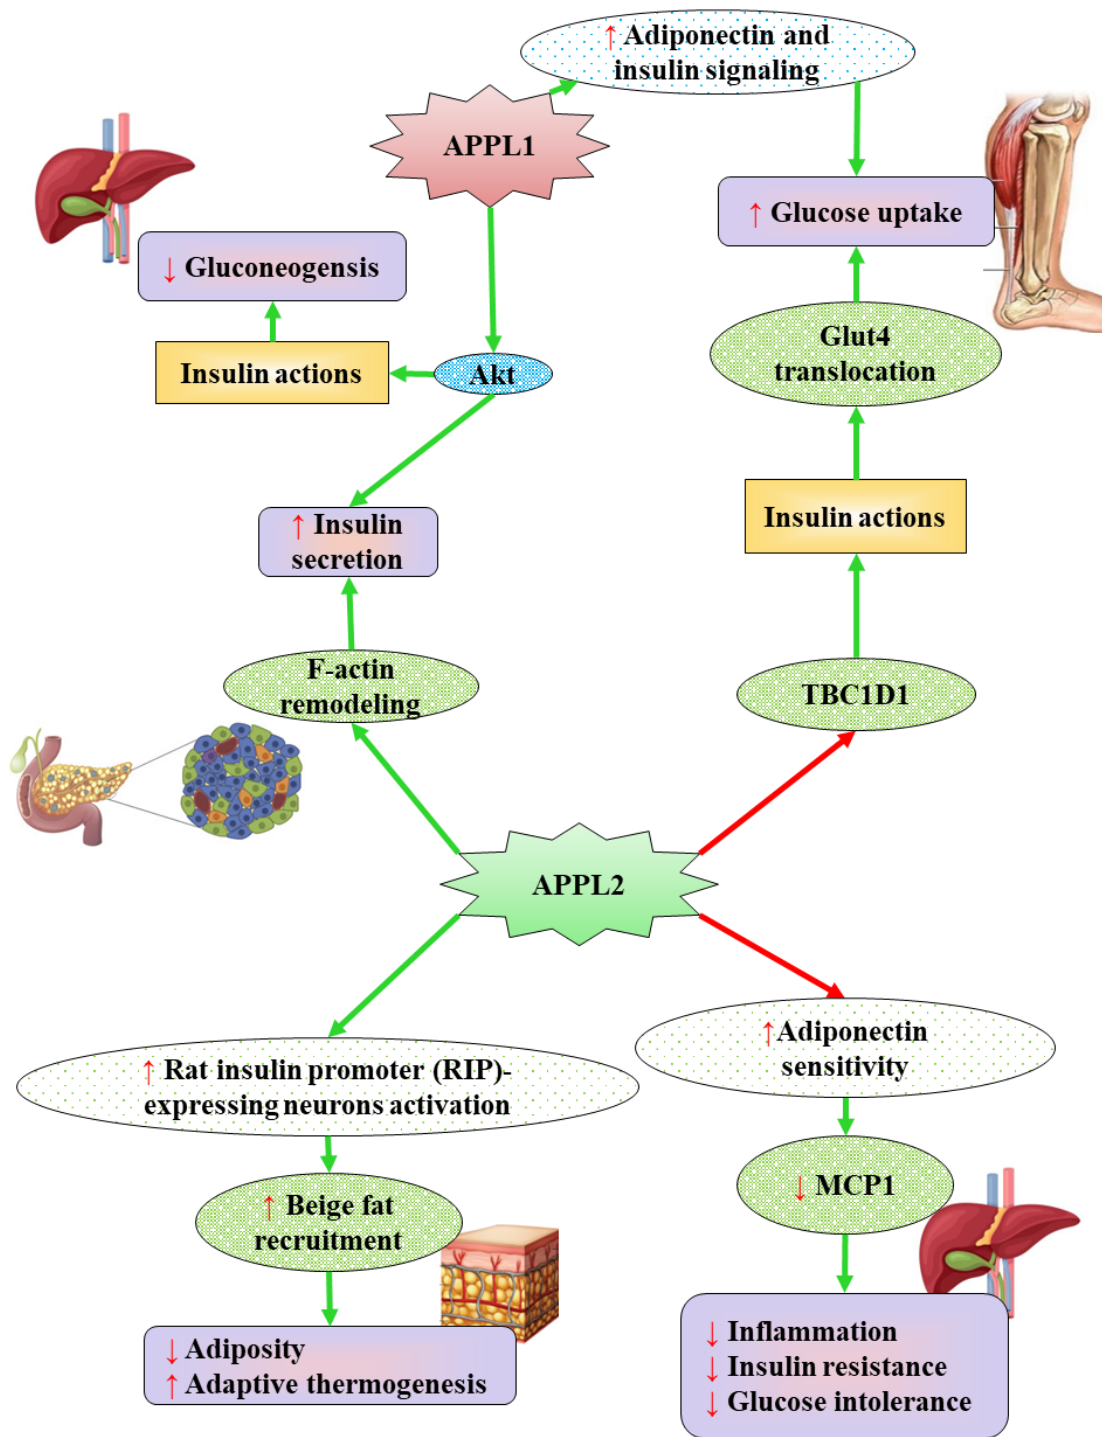 ↑ Adiponectin and
insulin signaling
APPL1
↑ Glucose uptake
↓ Gluconeogensis
Glut4
translocation
Insulin actions
Akt
Insulin actions
↑ Insulin
secretion
F-actin
remodeling
TBC1D1
APPL2
↑ Rat insulin promoter (RIP)-
expressing neurons activation
↑Adiponectin
sensitivity
↑ Beige fat
recruitment
↓ MCP1
↓ Adiposity
↑ Adaptive thermogenesis
↓ Inflammation
↓ Insulin resistance
↓ Glucose intolerance